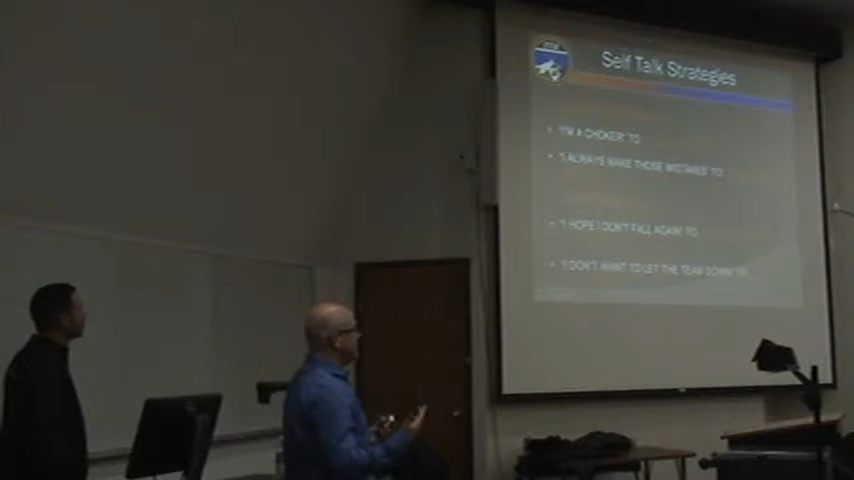 Self Talk Strategies
• "I'M A CHOKER" TO
• "I ALWAYS MAKE THOSE MISTAKES" TO
• "I HOPE I DON'T FALL AGAIN" TO
• "I DON'T WANT TO LET THE TEAM DOWN" TO